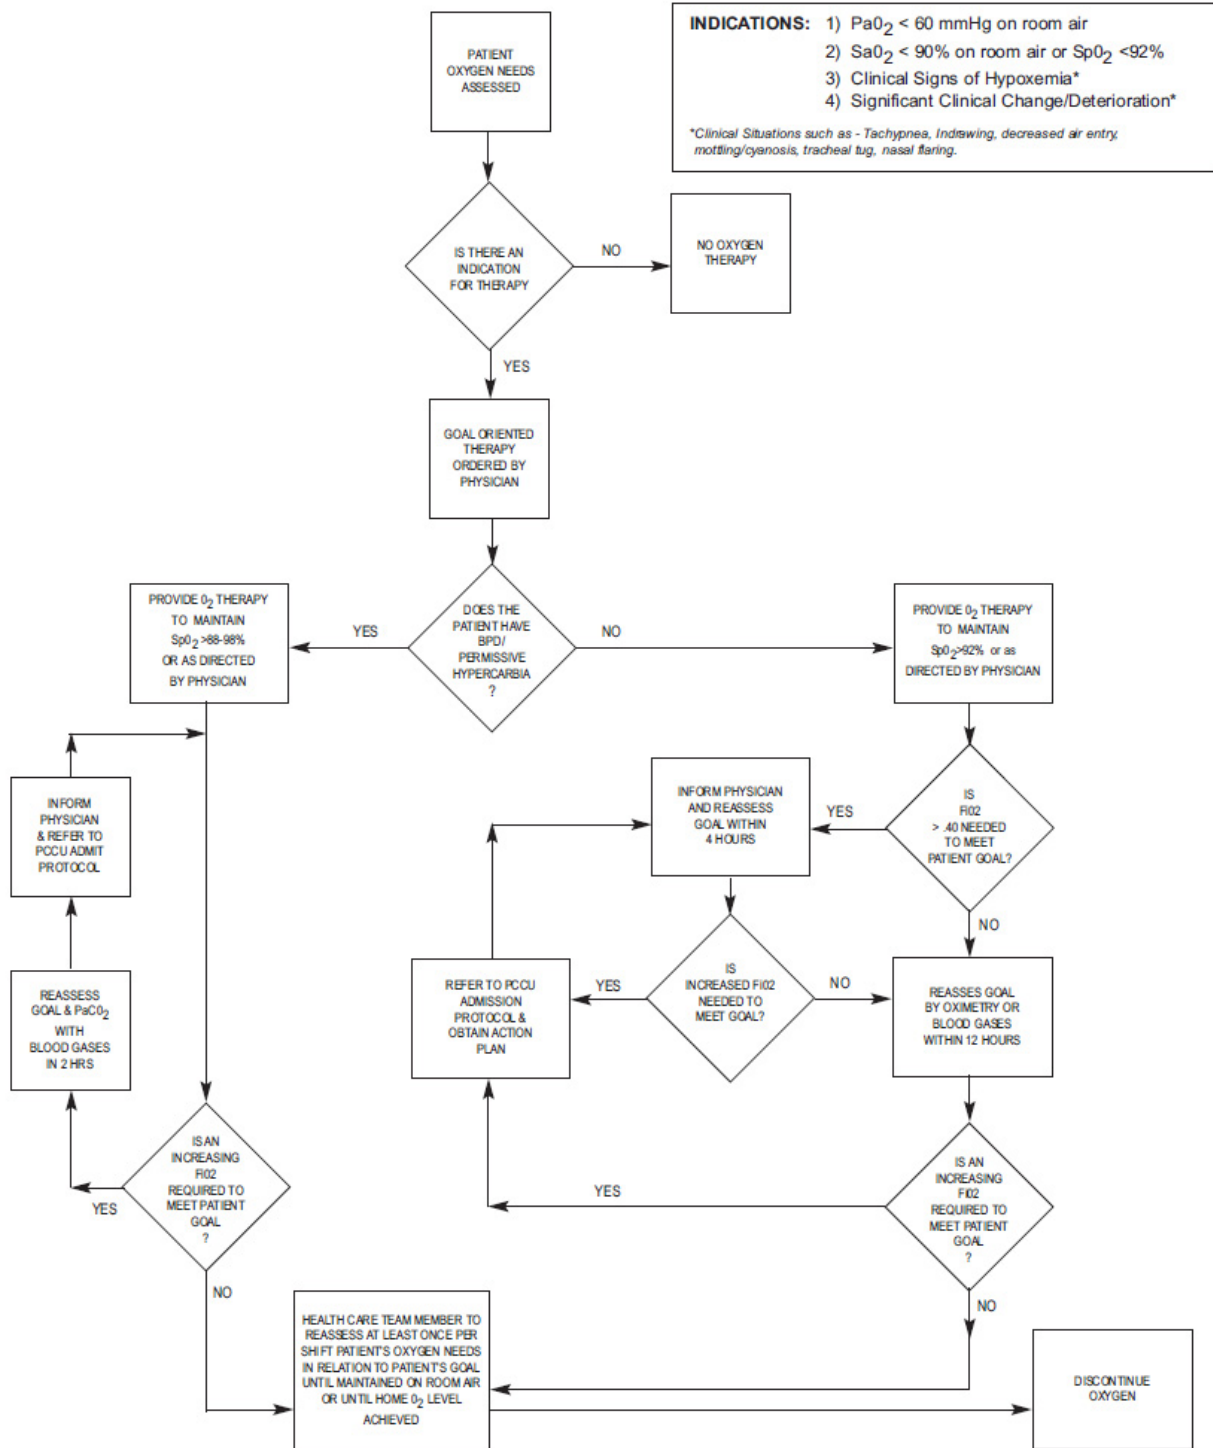 INDICATIONS: 1) Pa0₂ < 60 mmHg on room air
2) Sa0₂ < 90% on room air or Sp0₂ <92%
3) Clinical Signs of Hypoxemia*
4) Significant Clinical Change/Deterioration*
*Clinical Situations such as - Tachypnea, Indrawing, decreased air entry,
mottling/cyanosis, tracheal tug, nasal flaring.
PATIENT
OXYGEN NEEDS
ASSESSED
IS THERE AN
INDICATION
FOR THERAPY
NO
NO OXYGEN
THERAPY
YES
GOAL ORIENTED
THERAPY
ORDERED BY
PHYSICIAN
DOES THE
PATIENT HAVE
BPD/
PERMISSIVE
HYPERCARBIA
?
YES
NO
PROVIDE 0₂ THERAPY
TO MAINTAIN
Sp0₂ >88-98%
OR AS DIRECTED
BY PHYSICIAN
PROVIDE 0₂ THERAPY
TO MAINTAIN
Sp0₂>92% or as
DIRECTED BY PHYSICIAN
INFORM
PHYSICIAN
& REFER TO
PCCU ADMIT
PROTOCOL
INFORM PHYSICIAN
AND REASSESS
GOAL WITHIN
4 HOURS
YES
IS
FI02
> .40 NEEDED
TO MEET
PATIENT GOAL?
NO
REASSESS
GOAL & PaC0₂
WITH
BLOOD GASES
IN 2 HRS
REFER TO PCCU
ADMISSION
PROTOCOL &
OBTAIN ACTION
PLAN
YES
IS
INCREASED FI02
NEEDED TO
MEET GOAL?
NO
REASSES GOAL
BY OXIMETRY OR
BLOOD GASES
WITHIN 12 HOURS
IS AN
INCREASING
FI02
REQUIRED TO
MEET PATIENT
GOAL
?
YES
NO
YES
IS AN
INCREASING
FI02
REQUIRED TO
MEET PATIENT
GOAL
?
NO
HEALTH CARE TEAM MEMBER TO
REASSESS AT LEAST ONCE PER
SHIFT PATIENT'S OXYGEN NEEDS
IN RELATION TO PATIENT'S GOAL
UNTIL MAINTAINED ON ROOM AIR
OR UNTIL HOME 0₂ LEVEL
ACHIEVED
DISCONTINUE
OXYGEN